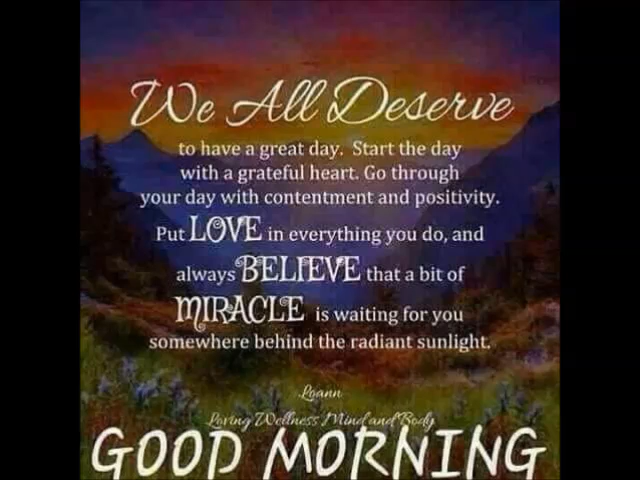 We All Deserve
to have a great day. Start the day
with a grateful heart. Go through
your day with contentment and positivity.
Put LOVE in everything you do, and
always BELIEVE that a bit of
MIRACLE is waiting for you
somewhere behind the radiant sunlight.
.Loann
Loving Wellness Mind and Body
GOOD MORNING